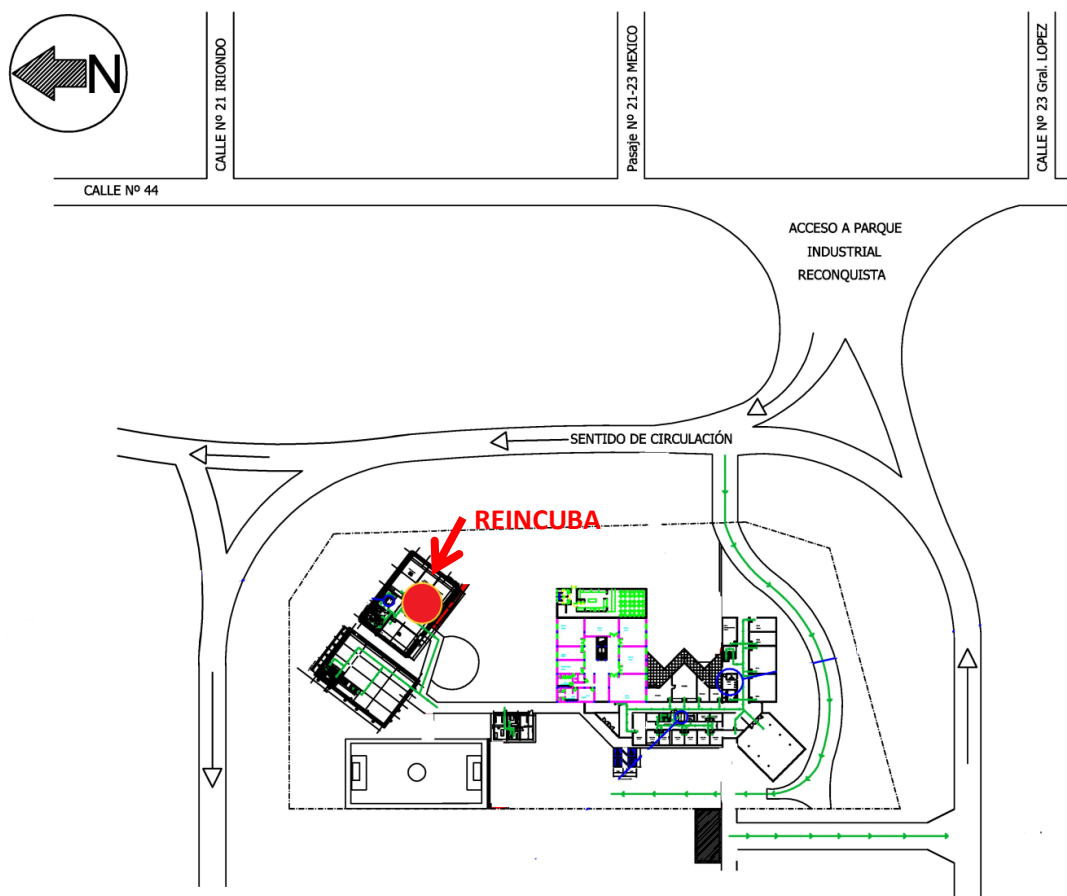 N
CALLE Nº 21 IRIONDO
Pasaje Nº 21-23 MEXICO
CALLE Nº 23 Gral. LOPEZ
CALLE Nº 44
ACCESO A PARQUE
INDUSTRIAL
RECONQUISTA
SENTIDO DE CIRCULACIÓN
REINCUBA